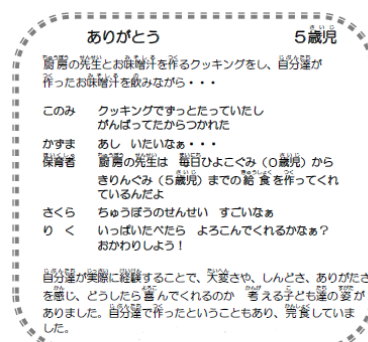 ありがとう　５歳児
厨房の先生とお味噌汁を作るクッキングをし、自分達が
作ったお味噌汁を飲みながら・・・
このみ　クッキングでずっとたっていたし
がんばってたからつかれた
かずま　あし　いたいなぁ・・・
保育者　厨房の先生は　毎日ひよこぐみ（０歳児）から
きりんぐみ（５歳児）までの給食を作ってくれ
ているんだよ
さくら　ちゅうぼうのせんせい　すごいなぁ
りく　いっぱいたべたら　よろこんでくれるかなぁ？
おかわりしよう！
自分達が実際に経験することで、大変さや、しんどさ、ありがたさ
を感じ、どうしたら喜んでくれるのか　考える子ども達の姿が
ありました。自分達で作ったということもあり、完食していま
した。